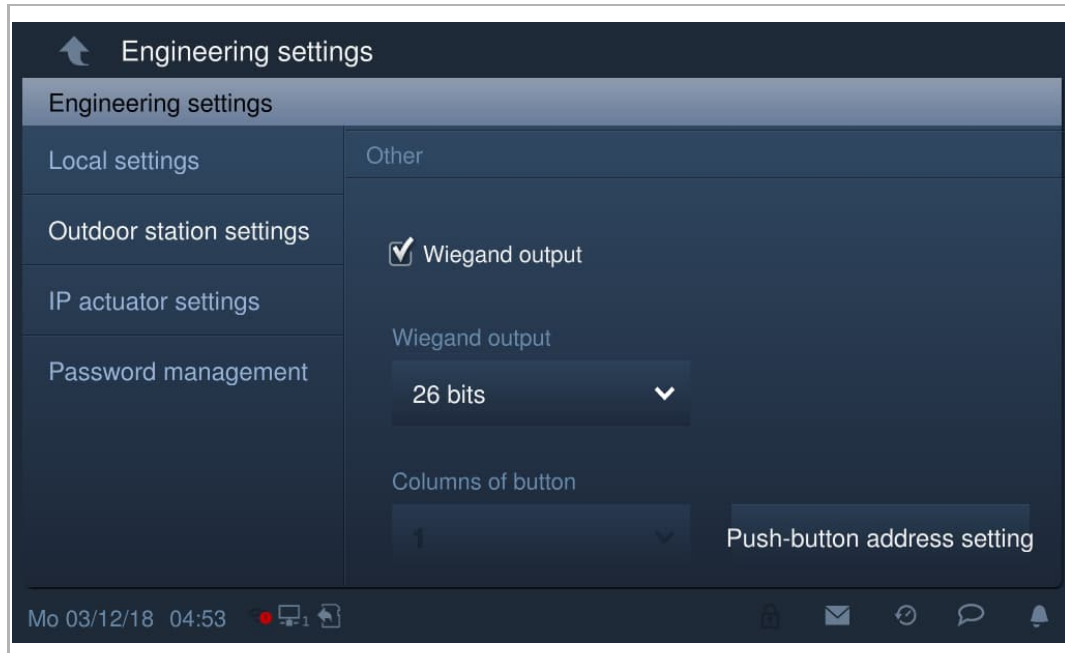 Engineering settings
Engineering settings
Local settings
Other
Outdoor station settings
Wiegand output
IP actuator settings
Wiegand output
Password management
26 bits
Columns of button
1
Push-button address setting
Mo 03/12/18 04:53
1